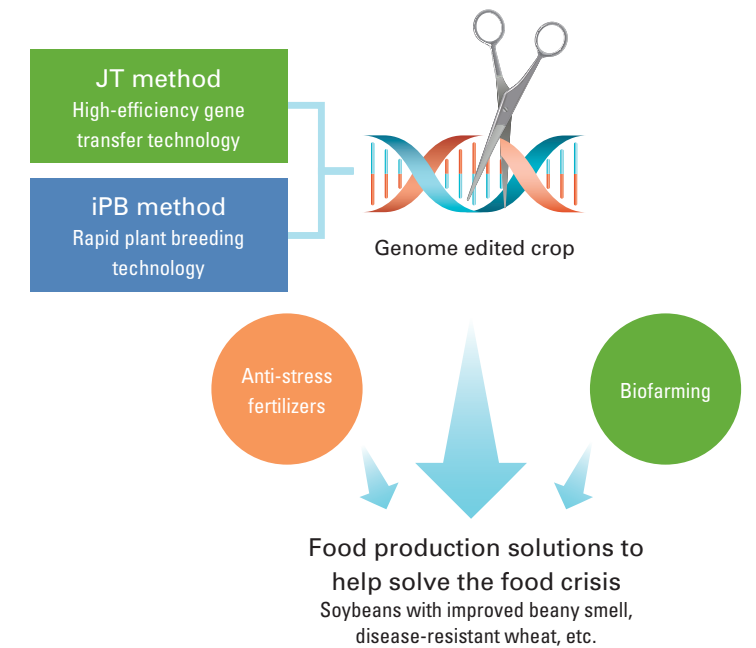 JT method
High-efficiency gene
transfer technology
iPB method
Rapid plant breeding
technology
Genome edited crop
Anti-stress
fertilizers
Biofarming
Food production solutions to
help solve the food crisis
Soybeans with improved beany smell,
disease-resistant wheat, etc.